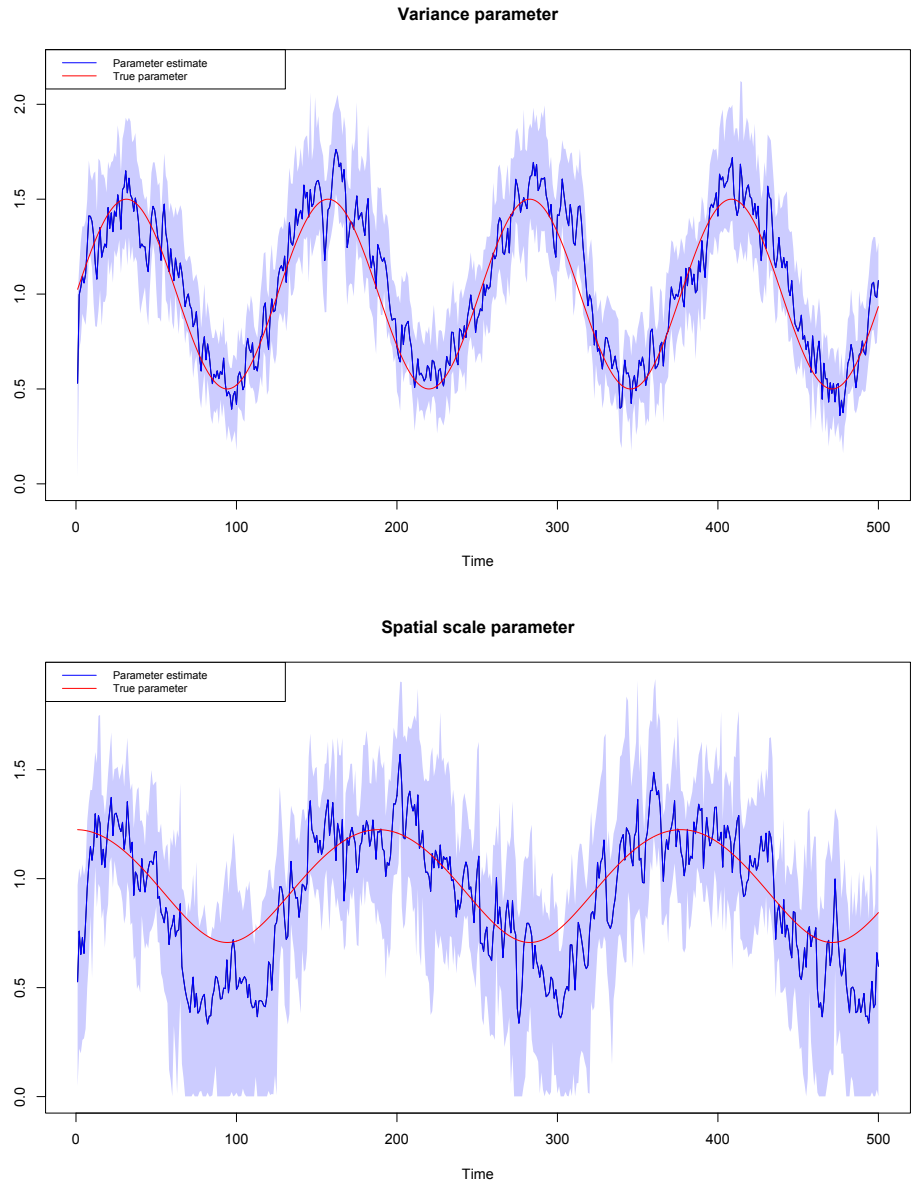 Variance parameter
Parameter estimate
True parameter
2.0
1.5
1.0
0.5
0.0
0 100 200 300 400 500
Time
Spatial scale parameter
Parameter estimate
True parameter
1.5
1.0
0.5
0.0
0 100 200 300 400 500
Time